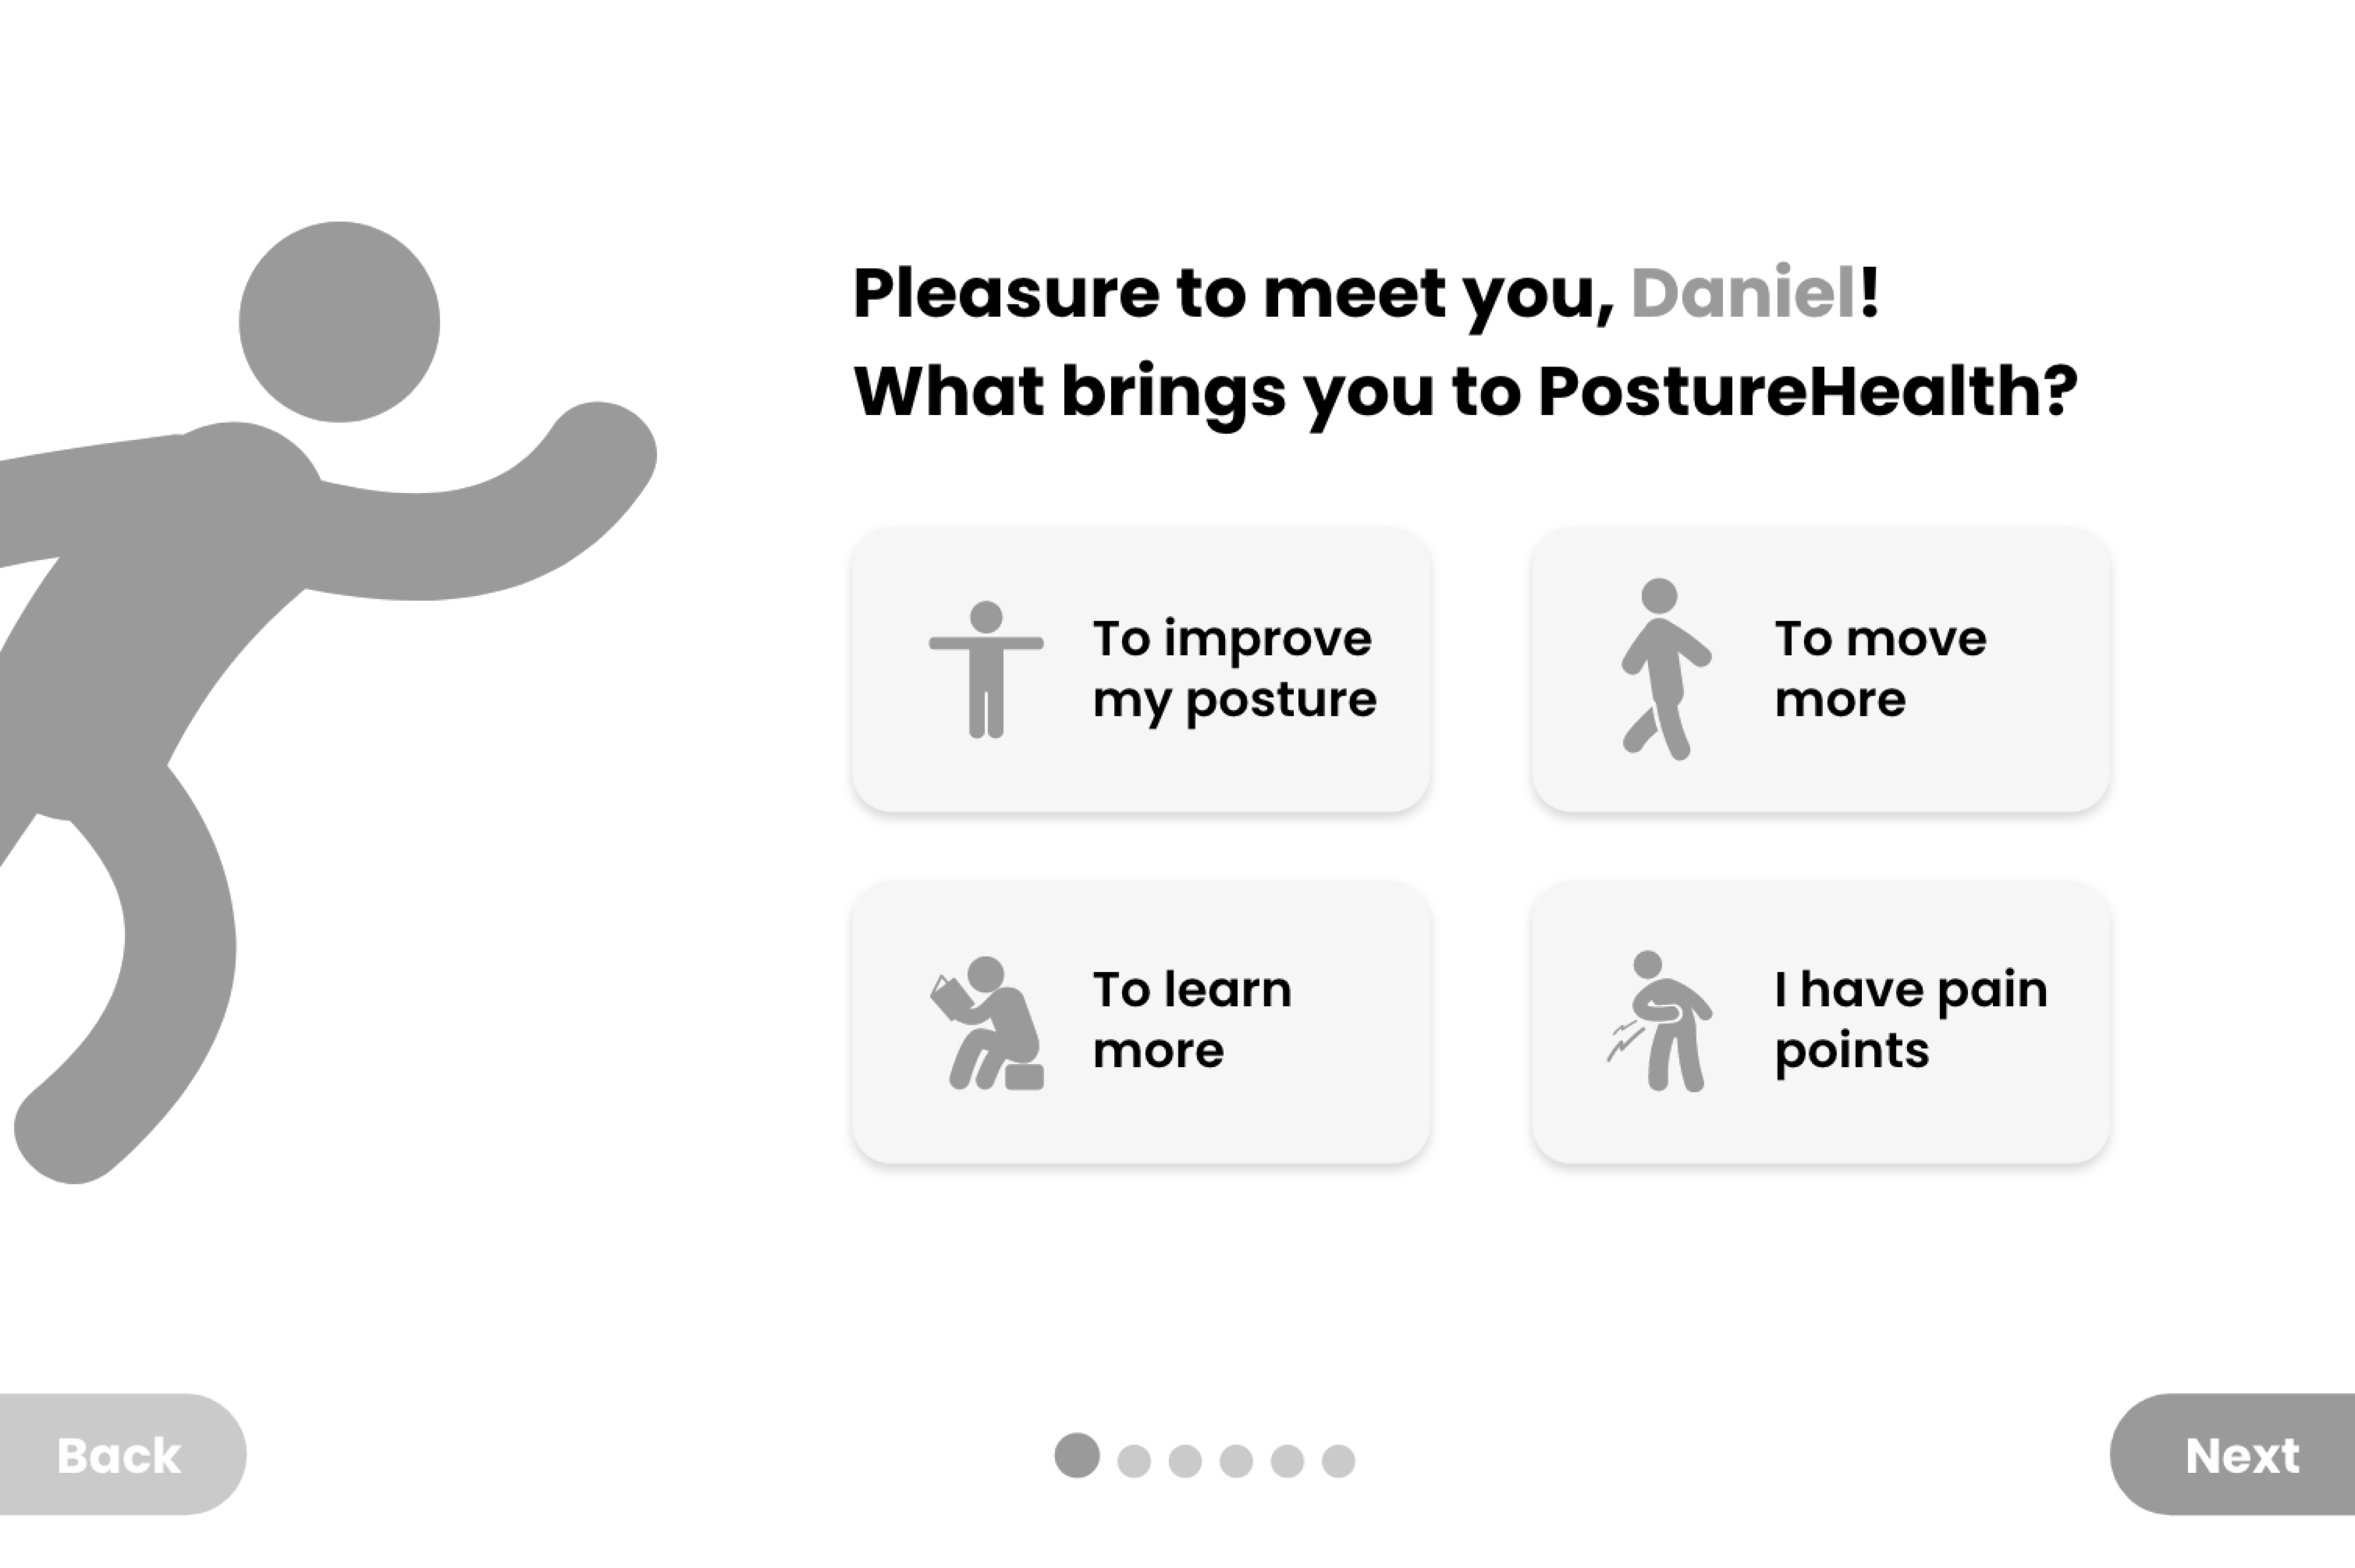 Pleasure to meet you, Daniel!
What brings you to PostureHealth?
To improve
my posture
To move
more
To learn
more
I have pain
points
Back
Next